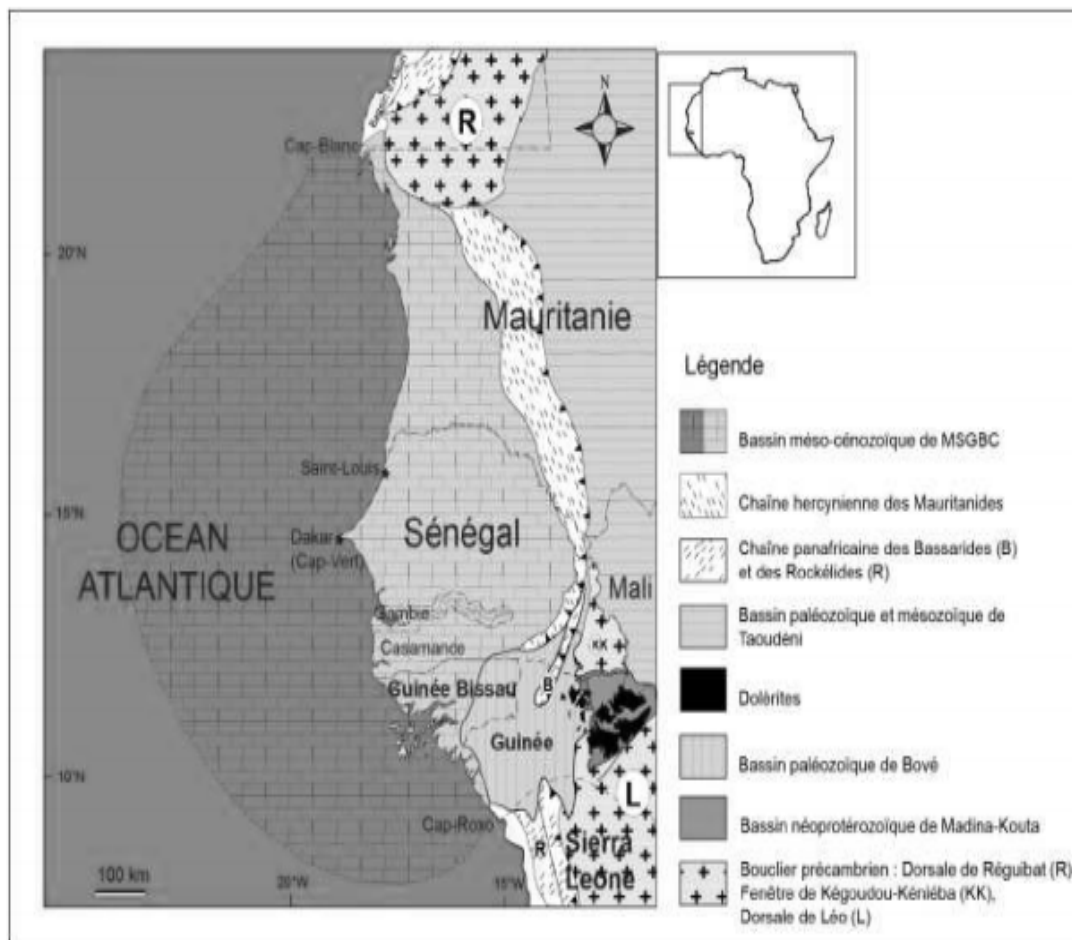 R
N
Cap-Blanc
20°N
Mauritanie
Saint-Louis
15°N
OCEAN
ATLANTIQUE
Dakar
(Cap-Vert)
Sénégal
Mali
Gambie
Casamande
KK
Guinée Bissau
B
Guinée
10°N
L
Cap-Roxo
R
Sierra
Leone
100 km
20°W
15°W
Légende
Bassin méso-cénozoïque de MSGBC
Chaîne hercynienne des Mauritanides
Chaîne panafricaine des Bassarides (B)
et des Rockélides (R)
Bassin paléozoïque et mésozoïque de
Taoudéni
Dolérites
Bassin paléozoïque de Bové
Bassin néoprotérozoïque de Madina-Kouta
Bouclier précambrien : Dorsale de Réguibat (R)
Fenêtre de Kégoudou-Kéniéba (KK),
Dorsale de Léo (L)